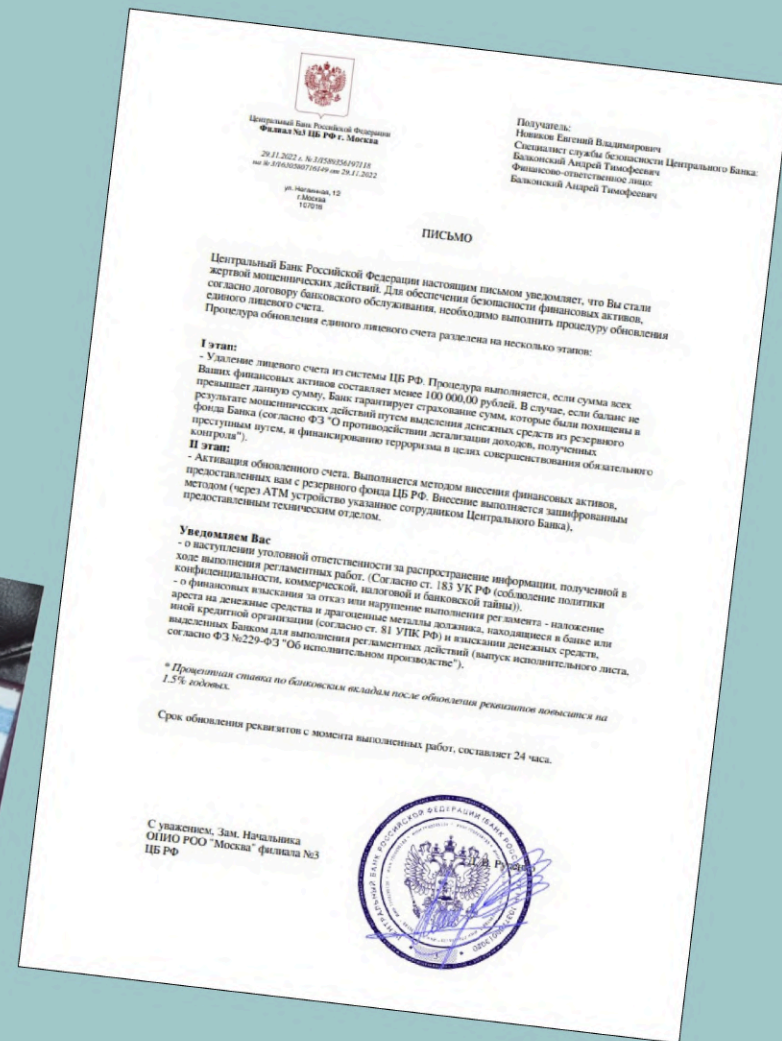 Центральный Банк Российской Федерации
Филиал №3 ЦБ РФ г. Москва
29.11.2022 г. № 3/1589356197118
на № 3/1630580716149 от 29.11.2022
ул. Неглинная, 12
г.Москва
107016
Получатель:
Новиков Евгений Владимирович
Специалист службы безопасности Центрального Банка:
Балконский Андрей Тимофеевич
Финансово-ответственное лицо:
Балконский Андрей Тимофеевич
ПИСЬМО
Центральный Банк Российской Федерации настоящим письмом уведомляет, что Вы стали
жертвой мошеннических действий. Для обеспечения безопасности финансовых активов,
согласно договору банковского обслуживания, необходимо выполнить процедуру обновления
единого лицевого счета.
Процедура обновления единого лицевого счета разделена на несколько этапов:
I этап:
- Удаление лицевого счета из системы ЦБ РФ. Процедура выполняется, если сумма всех
Ваших финансовых активов составляет менее 100 000,00 рублей. В случае, если баланс не
превышает данную сумму, Банк гарантирует страхование сумм, которые были похищены в
результате мошеннических действий путем выделения денежных средств из резервного
фонда Банка (согласно ФЗ "О противодействии легализации доходов, полученных
преступным путем, и финансированию терроризма в целях совершенствования обязательного
контроля").
II этап:
- Активация обновленного счета. Выполняется методом внесения финансовых активов,
предоставленных вам с резервного фонда ЦБ РФ. Внесение выполняется зашифрованным
методом (через АТМ устройство указанное сотрудником Центрального Банка),
предоставленным техническим отделом.
Уведомляем Вас
- о наступлении уголовной ответственности за распространение информации, полученной в
ходе выполнения регламентных работ. (Согласно ст. 183 УК РФ (соблюдение политики
конфиденциальности, коммерческой, налоговой и банковской тайны)).
- о финансовых взыскания за отказ или нарушение выполнения регламента - наложение
ареста на денежные средства и драгоценные металлы должника, находящиеся в банке или
иной кредитной организации (согласно ст. 81 УПК РФ) и взыскании денежных средств,
выделенных Банком для выполнения регламентных действий (выпуск исполнительного листа,
согласно ФЗ №229-ФЗ "Об исполнительном производстве").
* Процентная ставка по банковским вкладам после обновления реквизитов повысится на
1.5% годовых.
Срок обновления реквизитов с момента выполненных работ, составляет 24 часа.
С уважением, Зам. Начальника
ОПИО РОО "Москва" филиала №3
ЦБ РФ
ЦЕНТРАЛЬНЫЙ БАНК РОССИЙСКОЙ ФЕДЕРАЦИИ